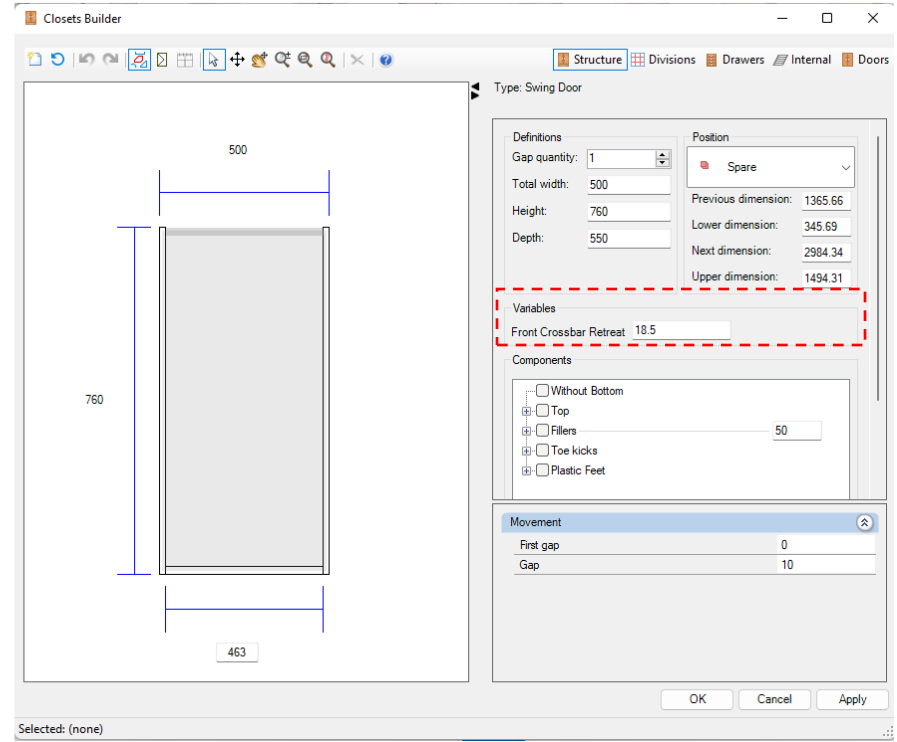 Closets Builder
Structure Divisions Drawers Internal Doors
Type: Swing Door
500
760
463
Definitions
Gap quantity: 1
Total width: 500
Height: 760
Depth: 550
Position
Spare
Previous dimension: 1365.66
Lower dimension: 345.69
Next dimension: 2984.34
Upper dimension: 1494.31
Variables
Front Crossbar Retreat 18.5
Components
Without Bottom
Top
Fillers 50
Toe kicks
Plastic Feet
Movement
First gap 0
Gap 10
OK Cancel Apply
Selected: (none)